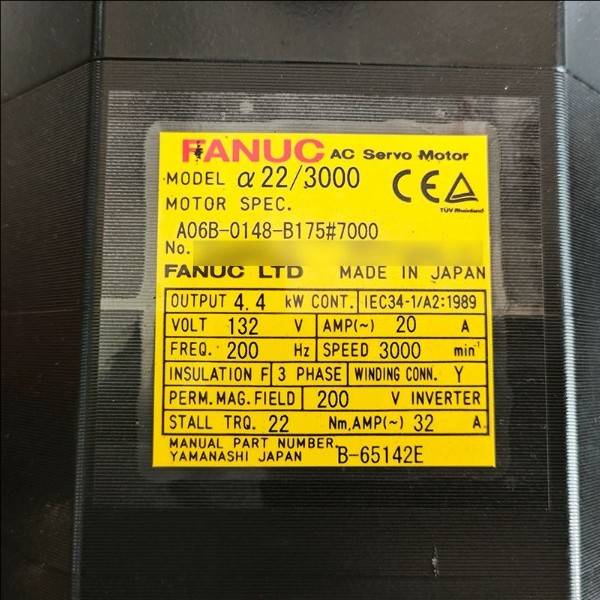 FANUC AC Servo Motor
MODEL α22/3000
CE TÜV Rheinland
MOTOR SPEC.
A06B-0148-B175#7000
No.
FANUC LTD MADE IN JAPAN
OUTPUT 4.4 kW CONT. IEC34-1/A2:1989
VOLT 132 V AMP(~) 20 A
FREQ. 200 Hz SPEED 3000 min⁻¹
INSULATION F 3 PHASE WINDING CONN. Y
PERM.MAG.FIELD 200 V INVERTER
STALL TRQ. 22 Nm,AMP(~) 32 A
MANUAL PART NUMBER.
YAMANASHI JAPAN B-65142E